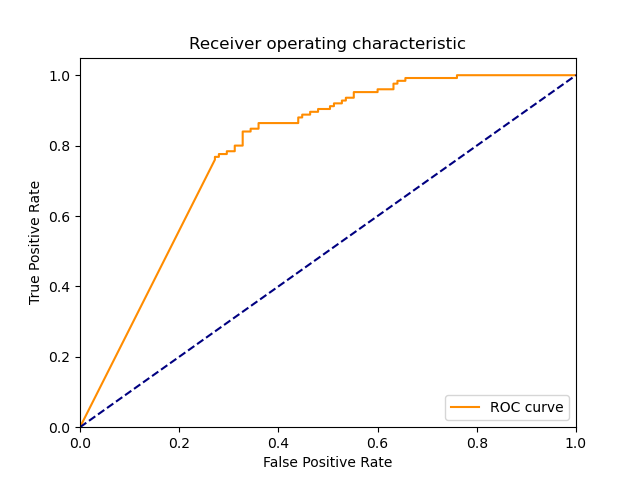 Receiver operating characteristic
1.0
0.8
0.6
0.4
0.2
0.0
True Positive Rate
0.0 0.2 0.4 0.6 0.8 1.0
False Positive Rate
ROC curve